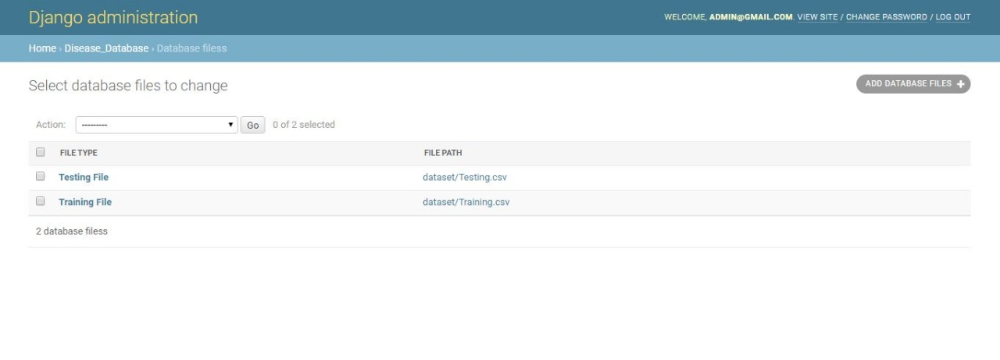 Django administration
WELCOME, ADMIN@GMAIL.COM. VIEW SITE / CHANGE PASSWORD / LOG OUT
Home › Disease_Database › Database filess
Select database files to change
ADD DATABASE FILES +
Action: --------- Go 0 of 2 selected
FILE TYPE FILE PATH
Testing File dataset/Testing.csv
Training File dataset/Training.csv
2 database filess